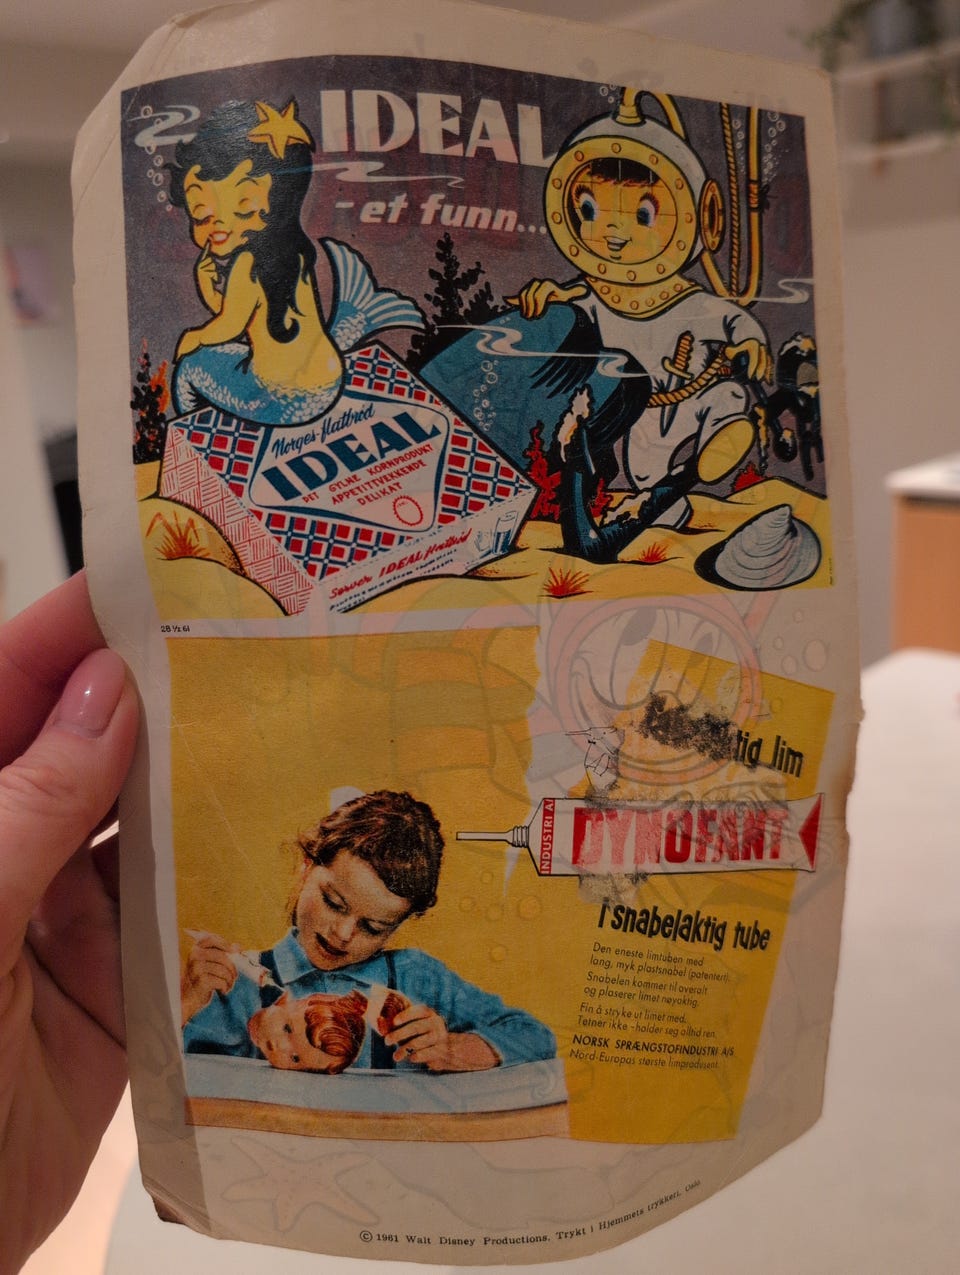 IDEAL
- et funn...
Norges-flatbrød
IDEAL
DET GYLNE KORNPRODUKT
APPETITTVEKKENDE
DELIKAT
Server IDEAL flatbrød
28 ½ 61
tig lim
INDUSTRI A/
DYNOFANT
i snabelaktig tube
Den eneste limtuben med
lang, myk plastsnabel (patentert).
Snabelen kommer til overalt
og plaserer limet nøyaktig.
Fin å stryke ut limet med.
Tetner ikke - holder seg alltid ren.
NORSK SPRÆNGSTOFINDUSTRI A/S
Nord-Europas største limprodusent.
© 1961 Walt Disney Productions. Trykt i Hjemmets trykkeri, Oslo